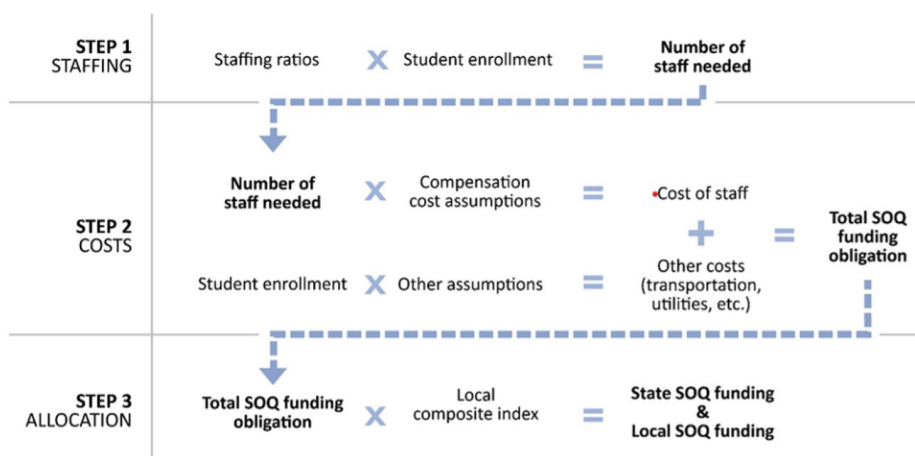 STEP 1
STAFFING
Staffing ratios X Student enrollment =
Number of
staff needed
STEP 2
COSTS
Number of
staff needed
X
Compensation
cost assumptions
=
Cost of staff
+
Student enrollment X Other assumptions =
Other costs
(transportation,
utilities, etc.)
=
Total SOQ
funding
obligation
STEP 3
ALLOCATION
Total SOQ funding
obligation
X
Local
composite index
=
State SOQ funding
&
Local SOQ funding